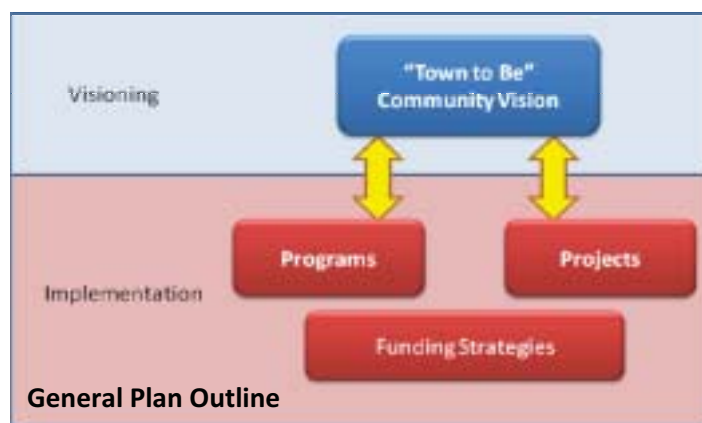 Visioning
“Town to Be”
Community Vision
Programs
Projects
Implementation
Funding Strategies
General Plan Outline